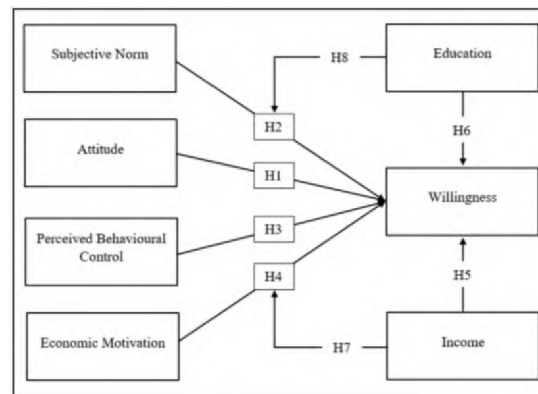 Subjective Norm
H8
Education
H2
H6
Attitude
H1
Willingness
Perceived Behavioural
Control
H3
H4
H5
Economic Motivation
H7
Income